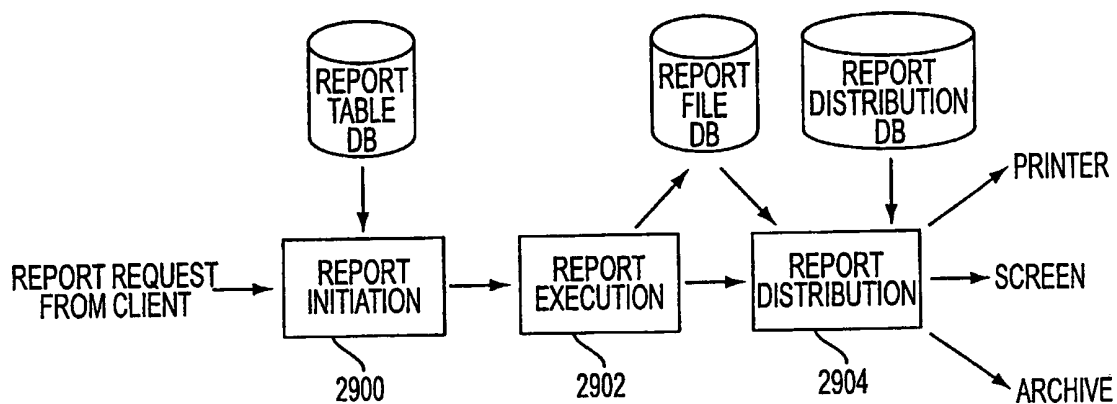 REPORT
TABLE
DB
REPORT
FILE
DB
REPORT
DISTRIBUTION
DB
PRINTER
REPORT REQUEST
FROM CLIENT
REPORT
INITIATION
REPORT
EXECUTION
REPORT
DISTRIBUTION
SCREEN
2900
2902
2904
ARCHIVE